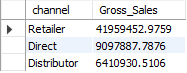 channel Gross_Sales
Retailer 41959452.9759
Direct 9097887.7876
Distributor 6410930.5106